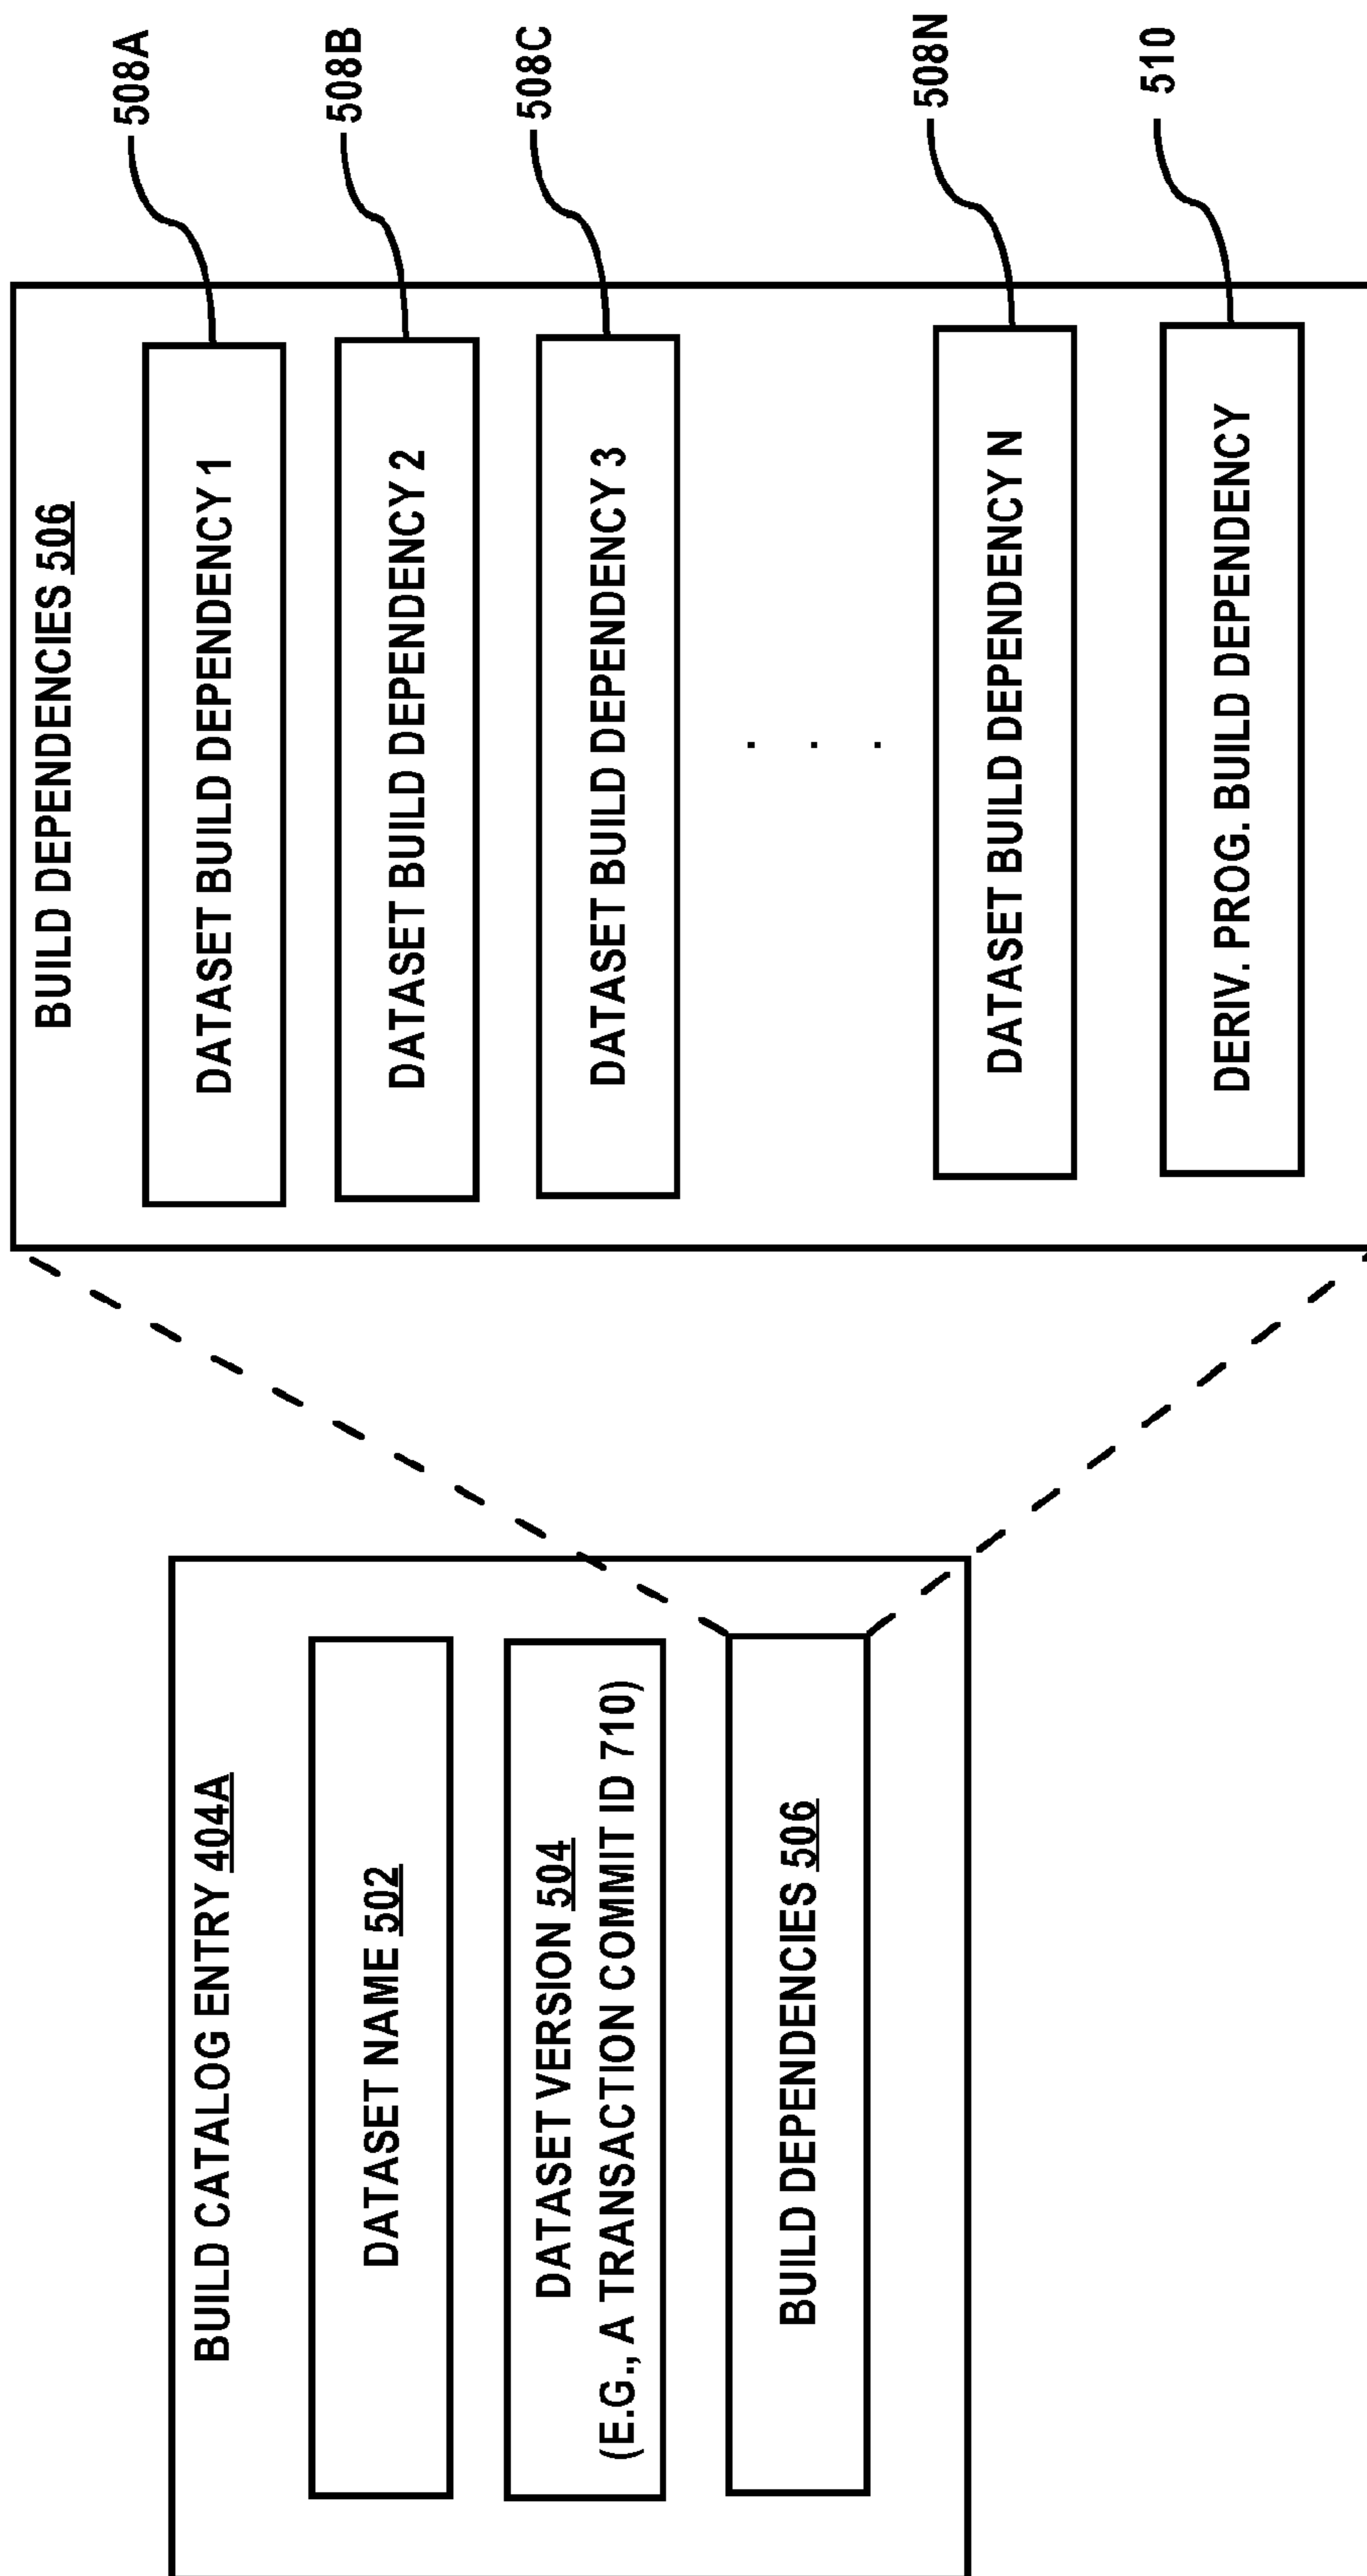 BUILD CATALOG ENTRY 404A
DATASET NAME 502
DATASET VERSION 504
(E.G., A TRANSACTION COMMIT ID 710)
BUILD DEPENDENCIES 506
BUILD DEPENDENCIES 506
DATASET BUILD DEPENDENCY 1
508A
DATASET BUILD DEPENDENCY 2
508B
DATASET BUILD DEPENDENCY 3
508C
. . .
DATASET BUILD DEPENDENCY N
508N
DERIV. PROG. BUILD DEPENDENCY
510